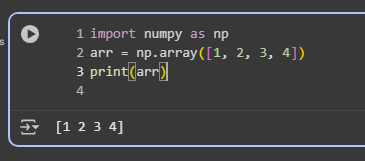 s
1 import numpy as np
2 arr = np.array([1, 2, 3, 4])
3 print(arr)
4
[1 2 3 4]